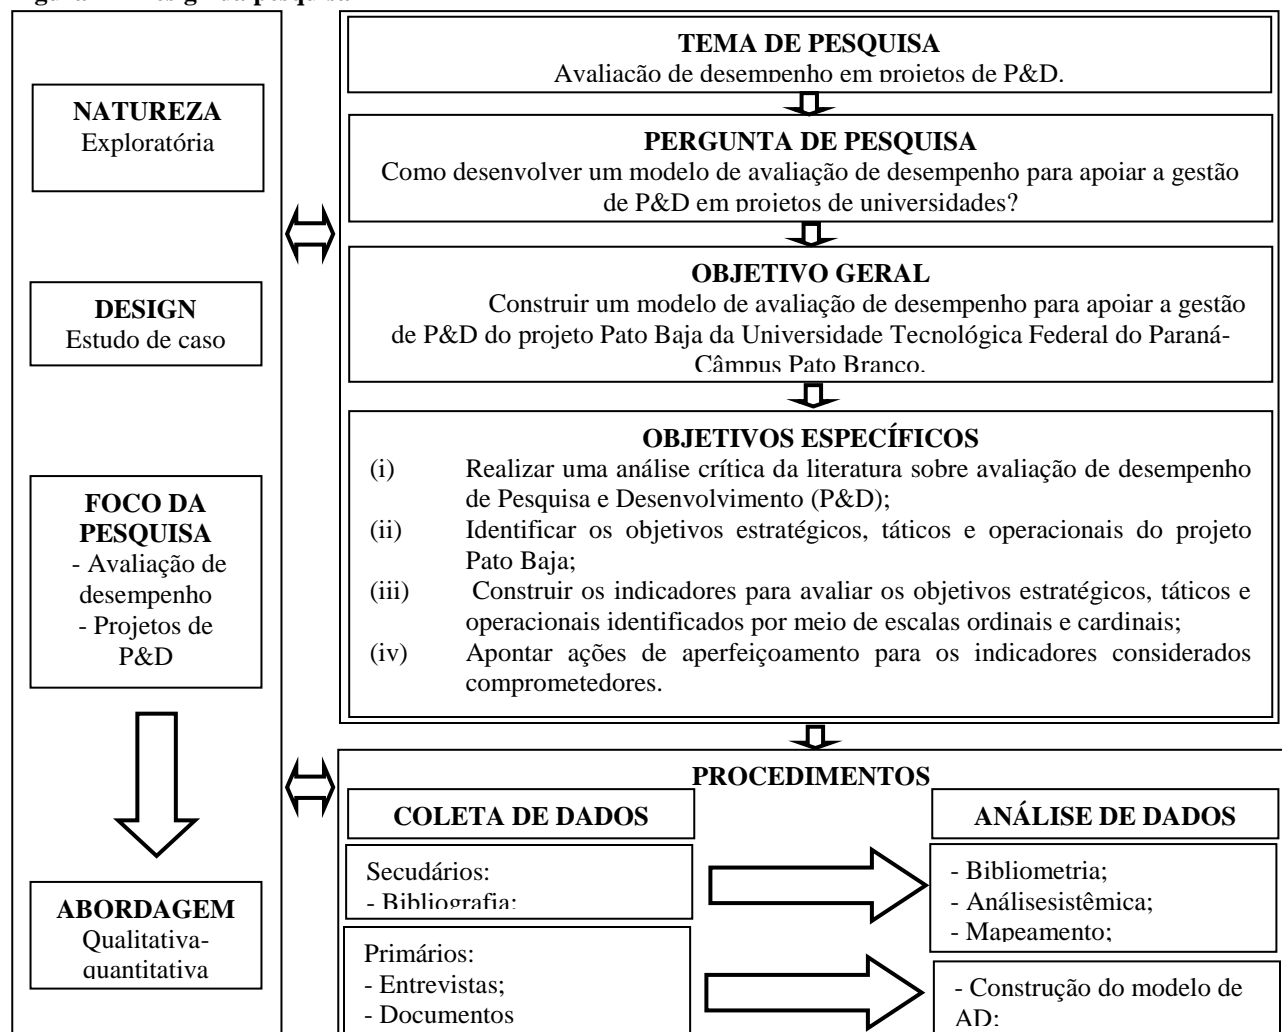 NATUREZA
Exploratória
DESIGN
Estudo de caso
FOCO DA
PESQUISA
- Avaliação de
desempenho
- Projetos de
P&D
ABORDAGEM
Qualitativa-
quantitativa
TEMA DE PESQUISA
Avaliação de desempenho em projetos de P&D.
PERGUNTA DE PESQUISA
Como desenvolver um modelo de avaliação de desempenho para apoiar a gestão
de P&D em projetos de universidades?
OBJETIVO GERAL
Construir um modelo de avaliação de desempenho para apoiar a gestão
de P&D do projeto Pato Baja da Universidade Tecnológica Federal do Paraná-
Câmpus Pato Branco.
OBJETIVOS ESPECÍFICOS
(i) Realizar uma análise crítica da literatura sobre avaliação de desempenho
de Pesquisa e Desenvolvimento (P&D);
(ii) Identificar os objetivos estratégicos, táticos e operacionais do projeto
Pato Baja;
(iii) Construir os indicadores para avaliar os objetivos estratégicos, táticos e
operacionais identificados por meio de escalas ordinais e cardinais;
(iv) Apontar ações de aperfeiçoamento para os indicadores considerados
comprometedores.
PROCEDIMENTOS
COLETA DE DADOS
Secudários:
- Bibliografia;
Primários:
- Entrevistas;
- Documentos
ANÁLISE DE DADOS
- Bibliometria;
- Análisesistêmica;
- Mapeamento;
- Construção do modelo de
AD;